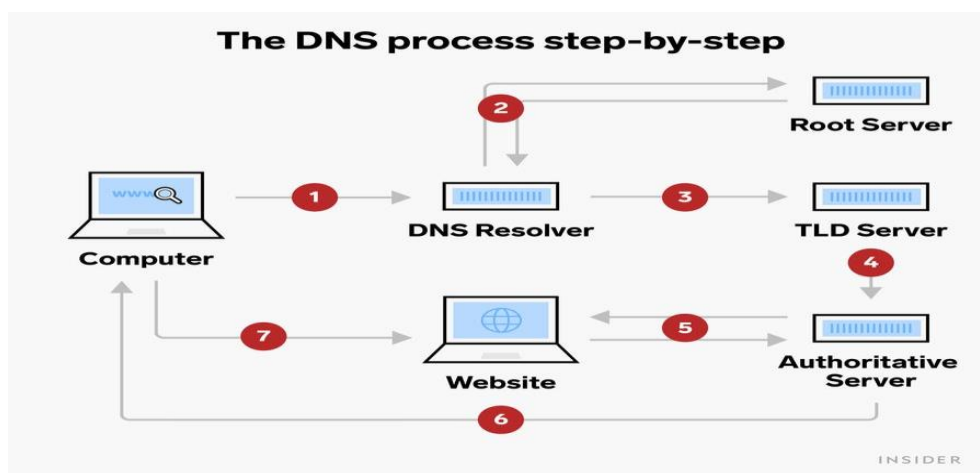 The DNS process step-by-step
2
Root Server
www
1
3
DNS Resolver
TLD Server
Computer
4
7
5
Website
Authoritative
Server
6
INSIDER